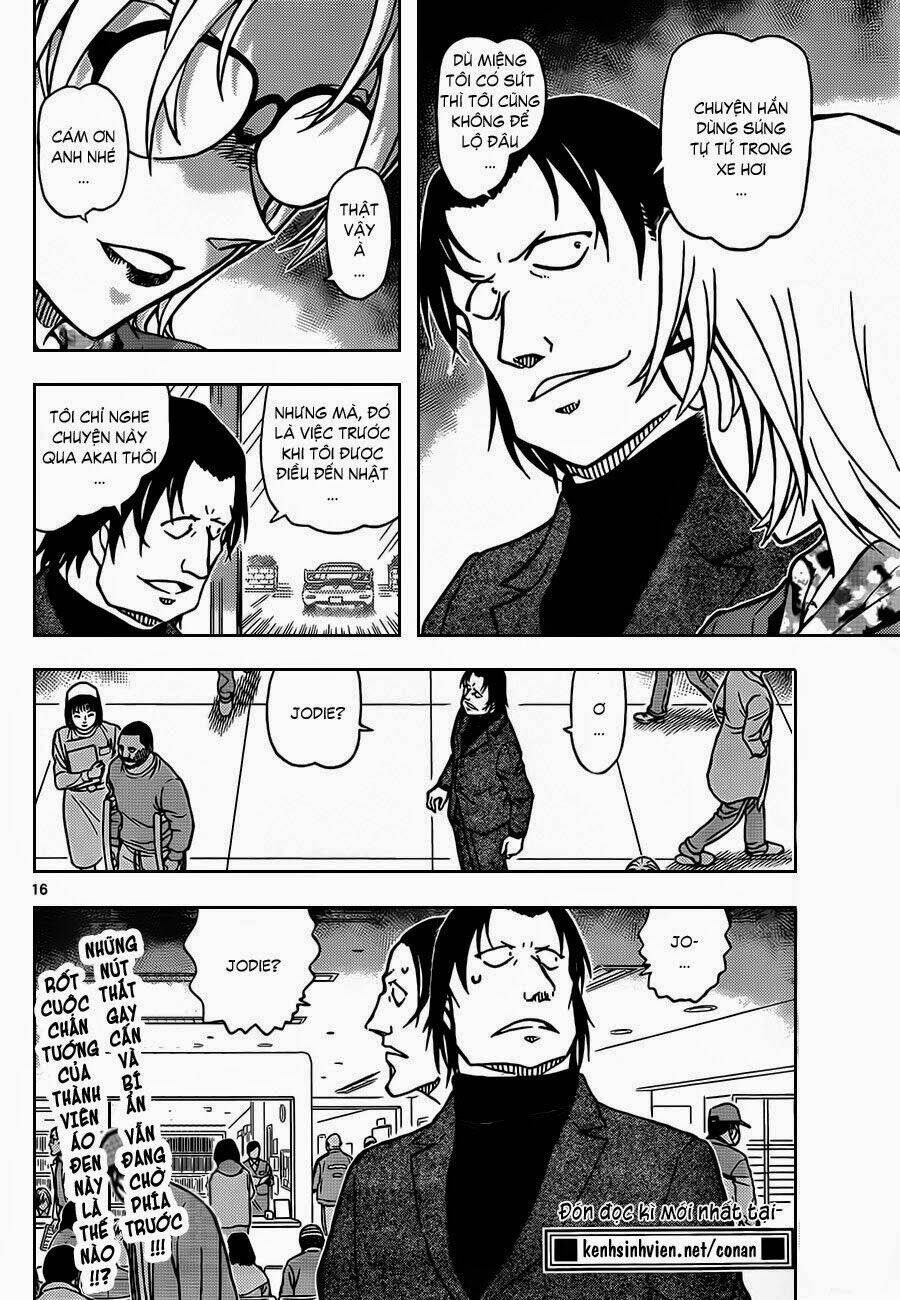 CHUYỆN HẮN
DÙNG SÚNG
TỰ TỬ TRONG
XE HƠI
...
DÙ MIỆNG
TÔI CÓ SỨT
THÌ TÔI CŨNG
KHÔNG ĐỂ
LỘ ĐÂU
...
THẬT
VẬY
À
...
CÁM ƠN
ANH NHÉ
...
NHƯNG MÀ, ĐÓ
LÀ VIỆC TRƯỚC
KHI TÔI ĐƯỢC
ĐIỀU ĐẾN NHẬT
...
TÔI CHỈ NGHE
CHUYỆN NÀY
QUA AKAI THÔI
...
Ơ
...
JODIE?
16
JO-
...
JODIE?
NHỮNG NÚT THẮT GAY CẤN VÀ BÍ ẨN VẪN ĐANG CHỜ PHÍA TRƯỚC!!!
RỐT CUỘC CHÂN TƯỚNG CỦA THÀNH VIÊN ÁO ĐEN NÀY LÀ THẾ NÀO!!?
Đón đọc kì mới nhất tại-
kenhsinhvien.net/conan